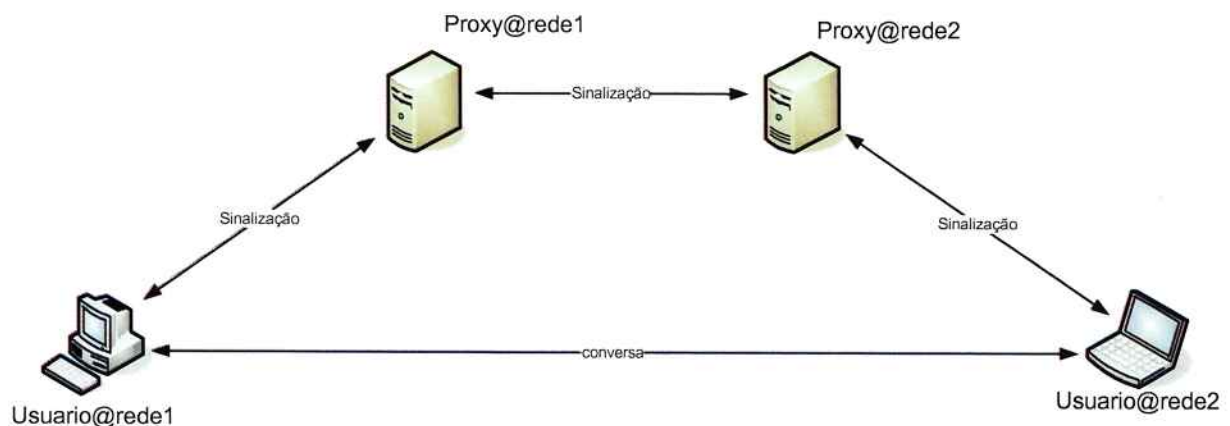 Proxy@rede1
Proxy@rede2
Sinalização
Sinalização
Sinalização
conversa
Usuario@rede1
Usuario@rede2